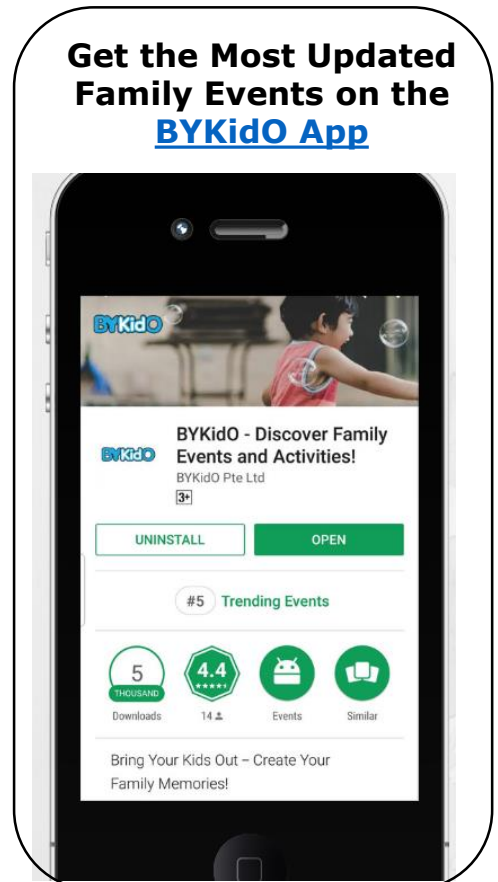 Get the Most Updated
Family Events on the
BYKidO App
BYKidO
BYKidO
BYKidO - Discover Family
Events and Activities!
BYKidO Pte Ltd
3+
UNINSTALL
OPEN
#5 Trending Events
5
THOUSAND
4.4
Downloads
14
Events
Similar
Bring Your Kids Out – Create Your
Family Memories!